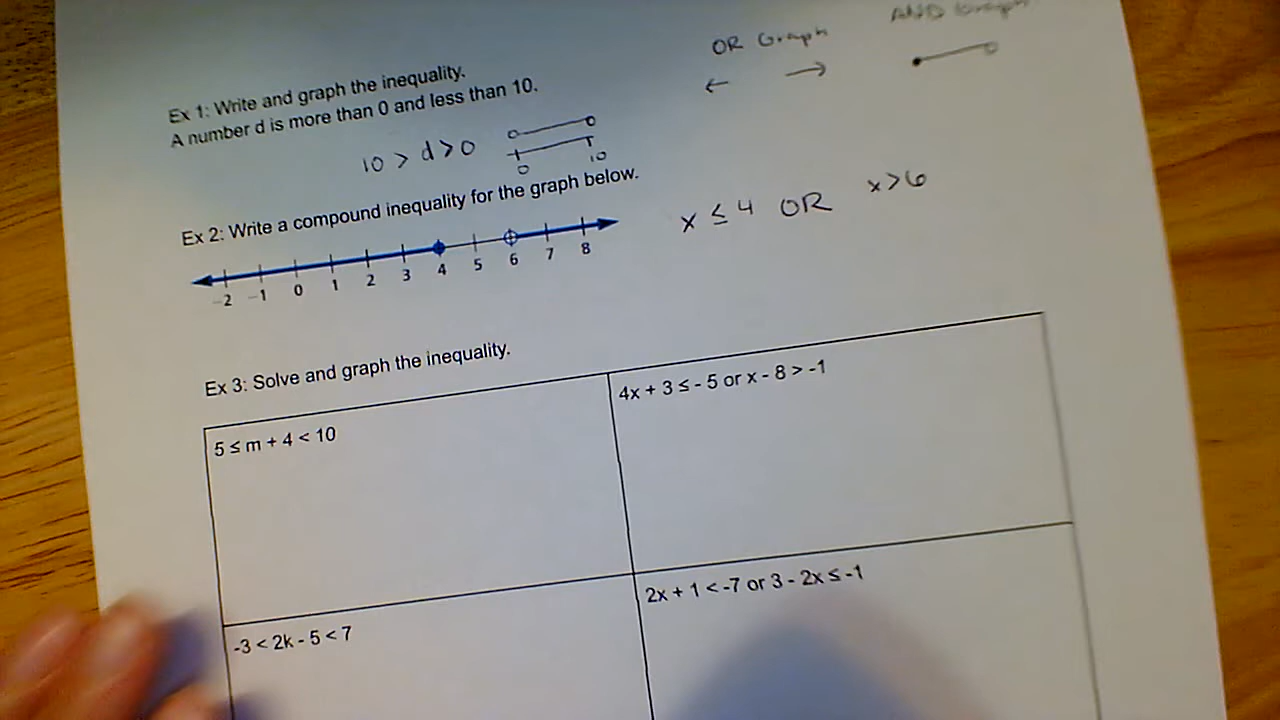 OR Graph
AND Graph
Ex 1: Write and graph the inequality.
A number d is more than 0 and less than 10.
10 > d > 0
0 10
Ex 2: Write a compound inequality for the graph below.
x ≤ 4 OR x > 6
-2 -1 0 1 2 3 4 5 6 7 8
Ex 3: Solve and graph the inequality.
5 ≤ m + 4 < 10
4x + 3 ≤ - 5 or x - 8 > -1
-3 < 2k - 5 < 7
2x + 1 < -7 or 3 - 2x ≤ -1